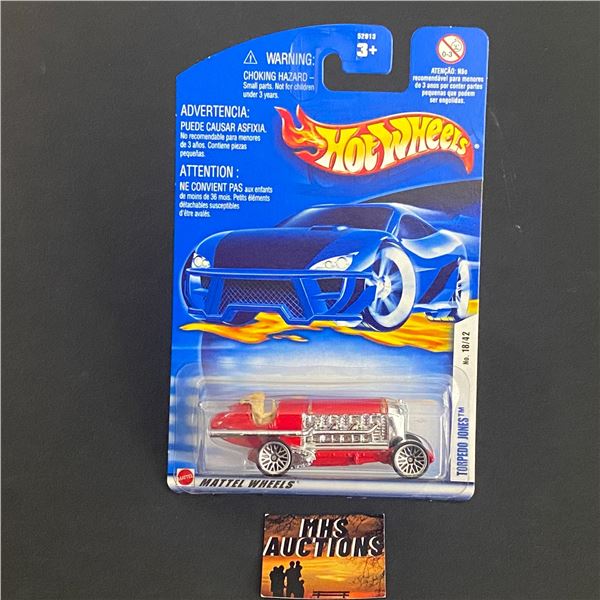 52913
3+
WARNING:
CHOKING HAZARD –
Small parts. Not for children
under 3 years.
ADVERTENCIA:
PUEDE CAUSAR ASFIXIA.
No recomendable para menores
de 3 años. Contiene piezas
pequeñas.
ATTENTION :
NE CONVIENT PAS aux enfants
de moins de 36 mois. Petits éléments
détachables susceptibles
d'être avalés.
0-3
ATENÇÃO: Não
recomendável para menores
de 3 anos por conter partes
pequenas que podem
ser engolidas.
HOT WHEELS
®
No. 18/42
TORPEDO JONES™
MATTEL
MATTEL WHEELS
MHS
AUCTIONS